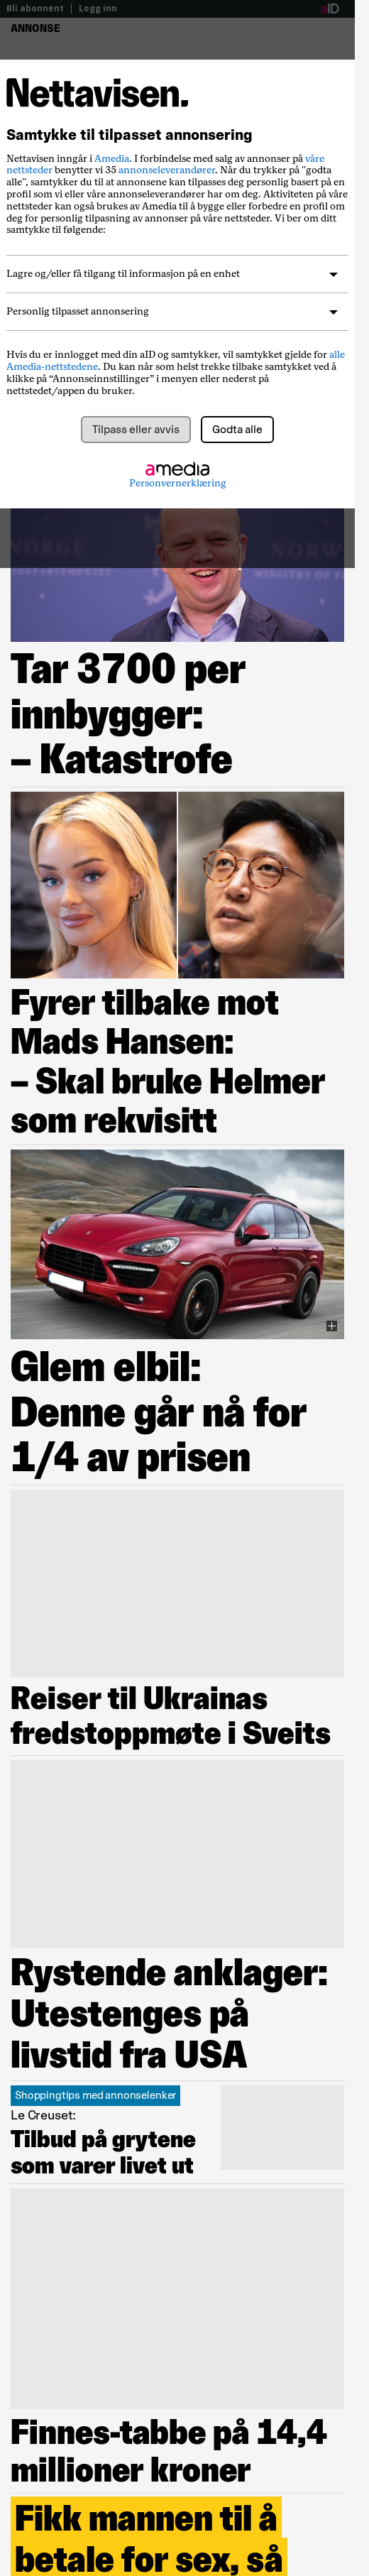 Bli abonnent | Logg inn
aID
ANNONSE
Nettavisen.
Samtykke til tilpasset annonsering
Nettavisen inngår i Amedia. I forbindelse med salg av annonser på våre
nettsteder benytter vi 35 annonseleverandører. Når du trykker på "godta
alle", samtykker du til at annonsene kan tilpasses deg personlig basert på en
profil som vi eller våre annonseleverandører har om deg. Aktiviteten på våre
nettsteder kan også brukes av Amedia til å bygge eller forbedre en profil om
deg for personlig tilpasning av annonser på våre nettsteder. Vi ber om ditt
samtykke til følgende:
Lagre og/eller få tilgang til informasjon på en enhet
Personlig tilpasset annonsering
Hvis du er innlogget med din aID og samtykker, vil samtykket gjelde for alle
Amedia-nettstedene. Du kan når som helst trekke tilbake samtykket ved å
klikke på “Annonseinnstillinger” i menyen eller nederst på
nettstedet/appen du bruker.
Tilpass eller avvis
Godta alle
amedia
Personvernerklæring
NORGE
NORW
MINISTRY OF FIN
Tar 3700 per
innbygger:
– Katastrofe
Fyrer tilbake mot
Mads Hansen:
– Skal bruke Helmer
som rekvisitt
Glem elbil:
Denne går nå for
1/4 av prisen
Reiser til Ukrainas
fredstoppmøte i Sveits
Rystende anklager:
Utestenges på
livstid fra USA
Shoppingtips med annonselenker
Le Creuset:
Tilbud på grytene
som varer livet ut
Finnes-tabbe på 14,4
millioner kroner
Fikk mannen til å
betale for sex, så